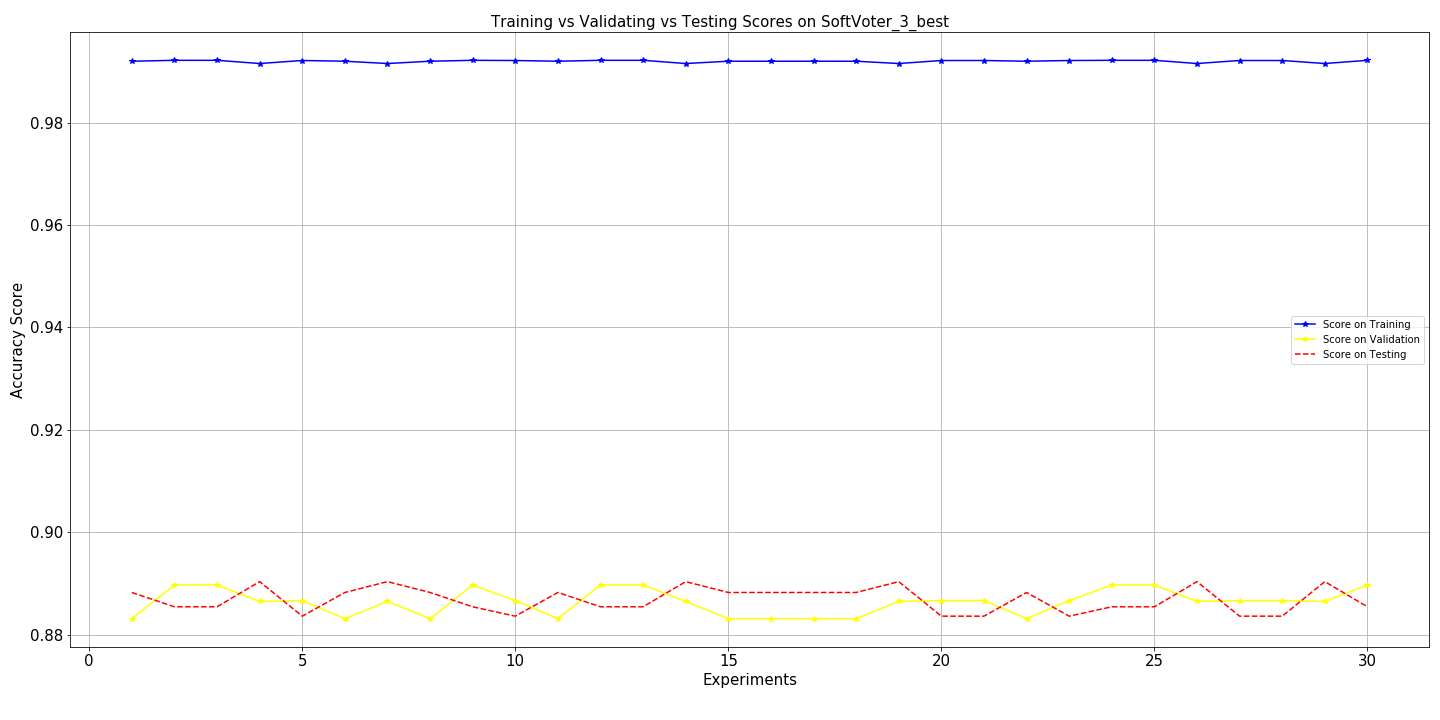 Training vs Validating vs Testing Scores on SoftVoter_3_best
0.98
0.96
0.94
0.92
0.90
0.88
Accuracy Score
Score on Training
Score on Validation
Score on Testing
0 5 10 15 20 25 30
Experiments